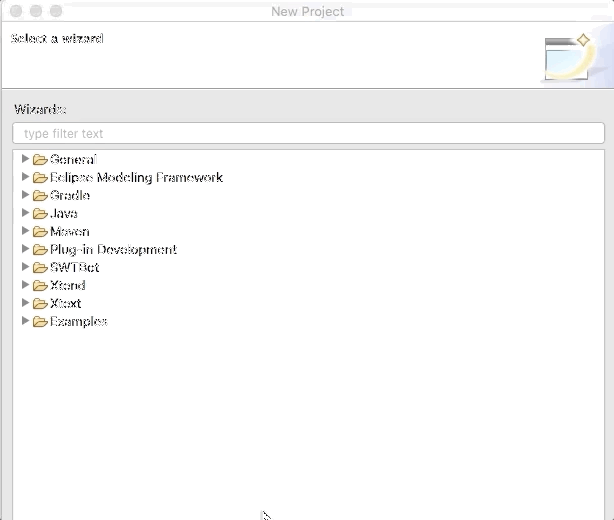 New Project
Select a wizard
Wizards:
type filter text
General
Eclipse Modeling Framework
Gradle
Java
Maven
Plug-in Development
SWTBot
Xtend
Xtext
Examples